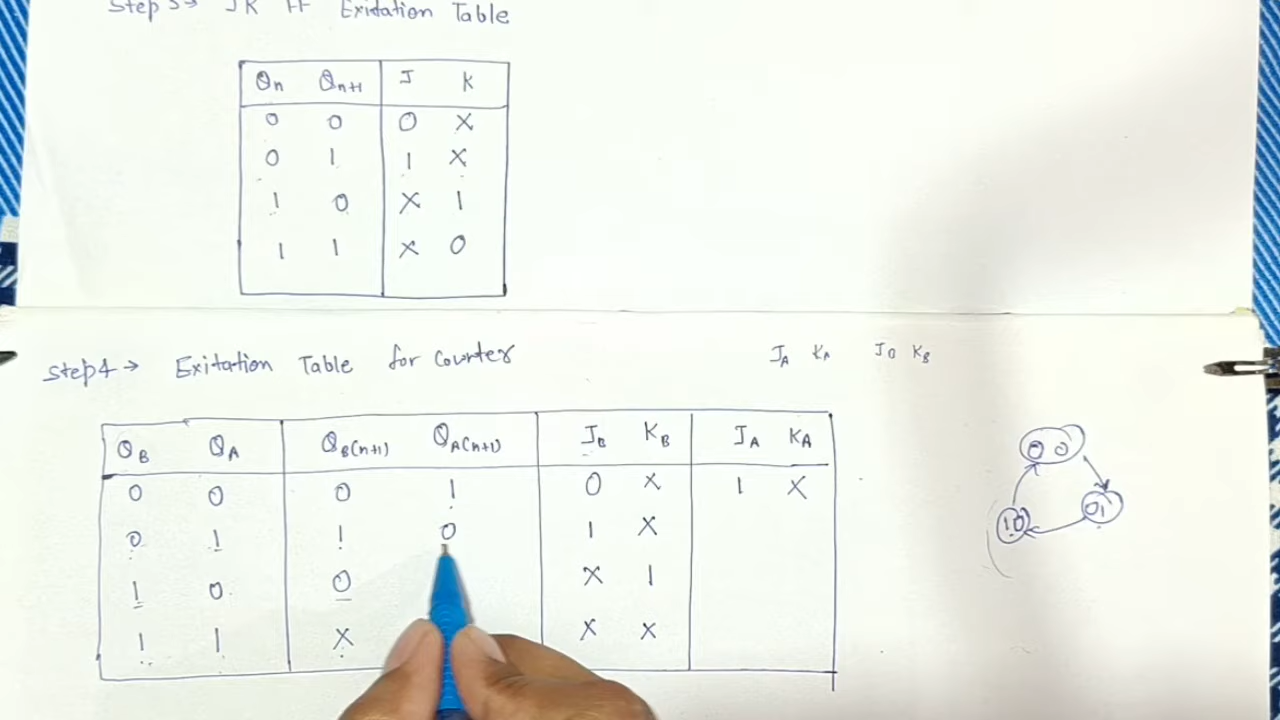 Step 3→ JK FF Exitation Table
Qn Qn+1 J K
0 0 0 X
0 1 1 X
1 0 X 1
1 1 X 0
Step4→ Exitation Table for Counter
JA KA JB KB
QB QA QB(n+1) QA(n+1) JB KB JA KA
0 0 0 1 0 X 1 X
0 1 1 0 1 X
1 0 0 X 1
1 1 X X X
00
01
10